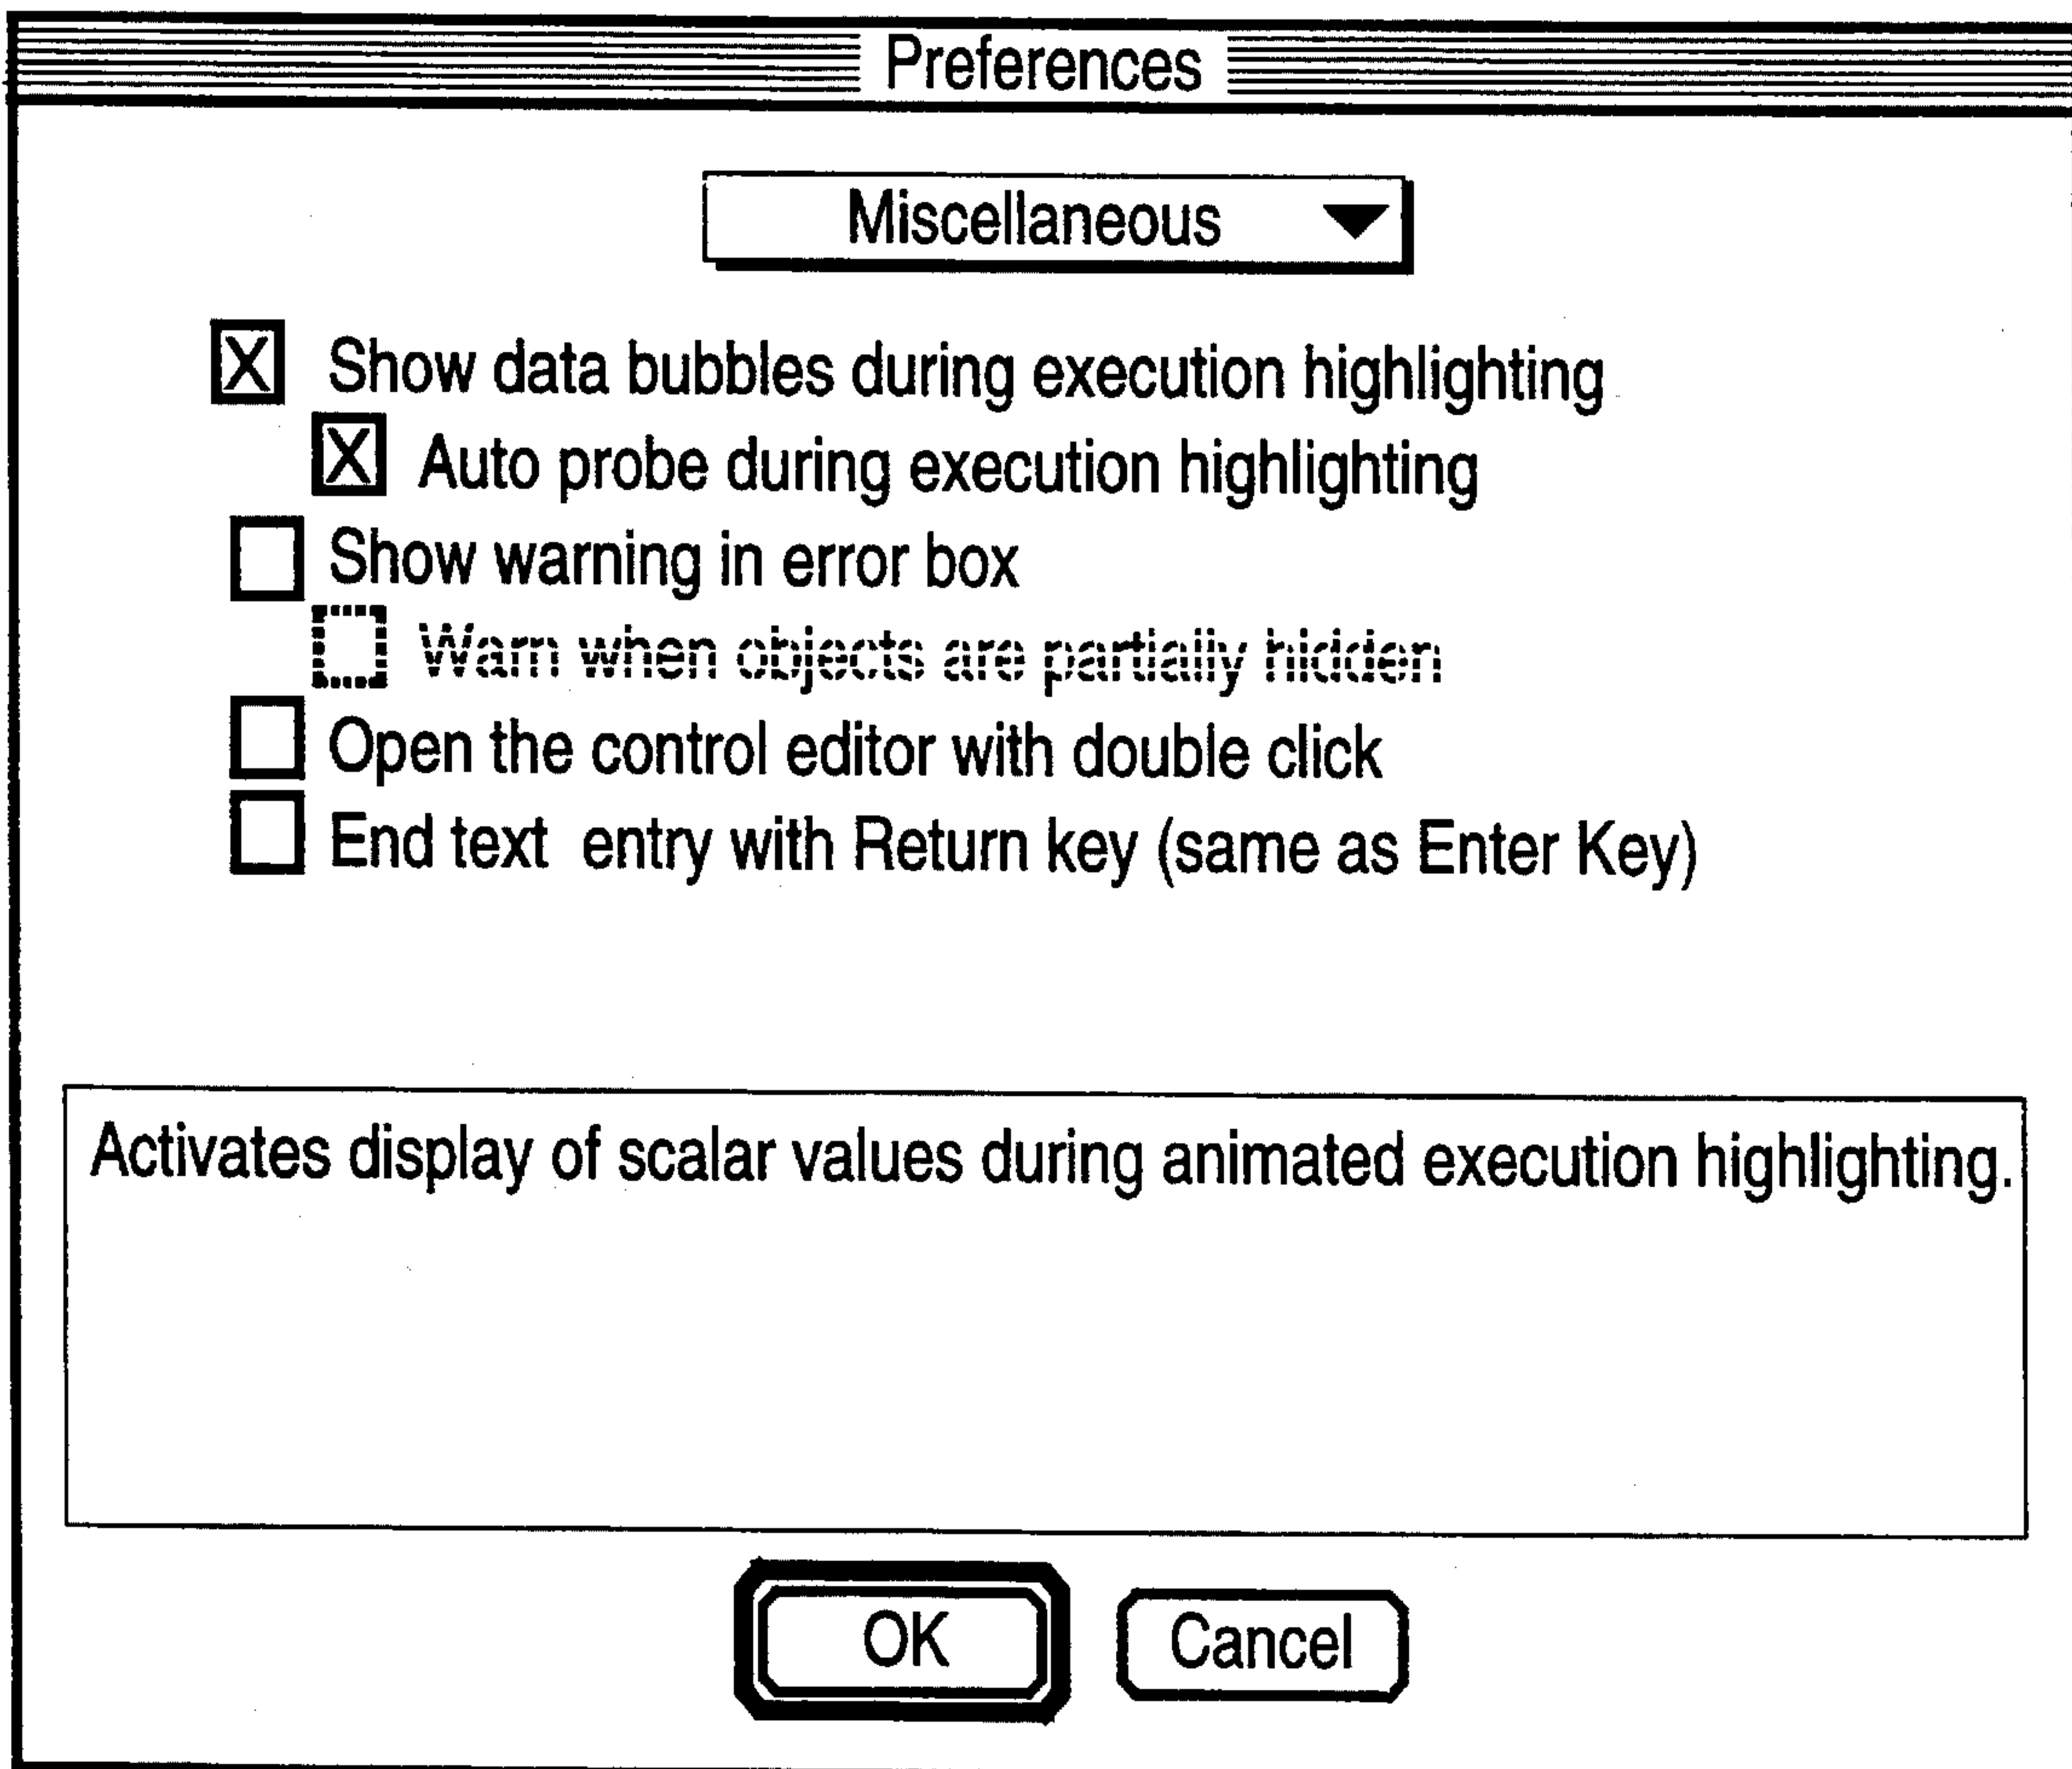 Preferences
Miscellaneous
X Show data bubbles during execution highlighting
X Auto probe during execution highlighting
Show warning in error box
Warn when objects are partially hidden
Open the control editor with double click
End text  entry with Return key (same as Enter Key)
Activates display of scalar values during animated execution highlighting.
OK Cancel